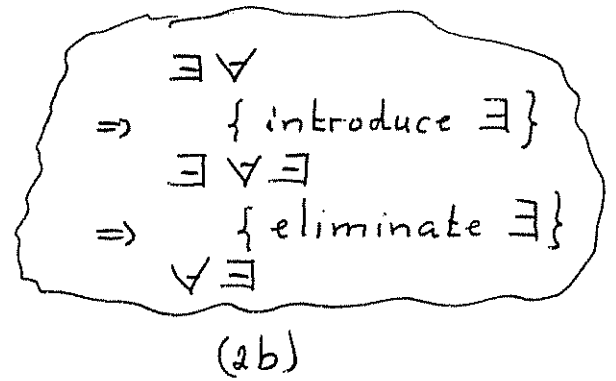 ∃ ∀
⇒ { introduce ∃ }
∃ ∀ ∃
⇒ { eliminate ∃ }
∀ ∃
(2b)